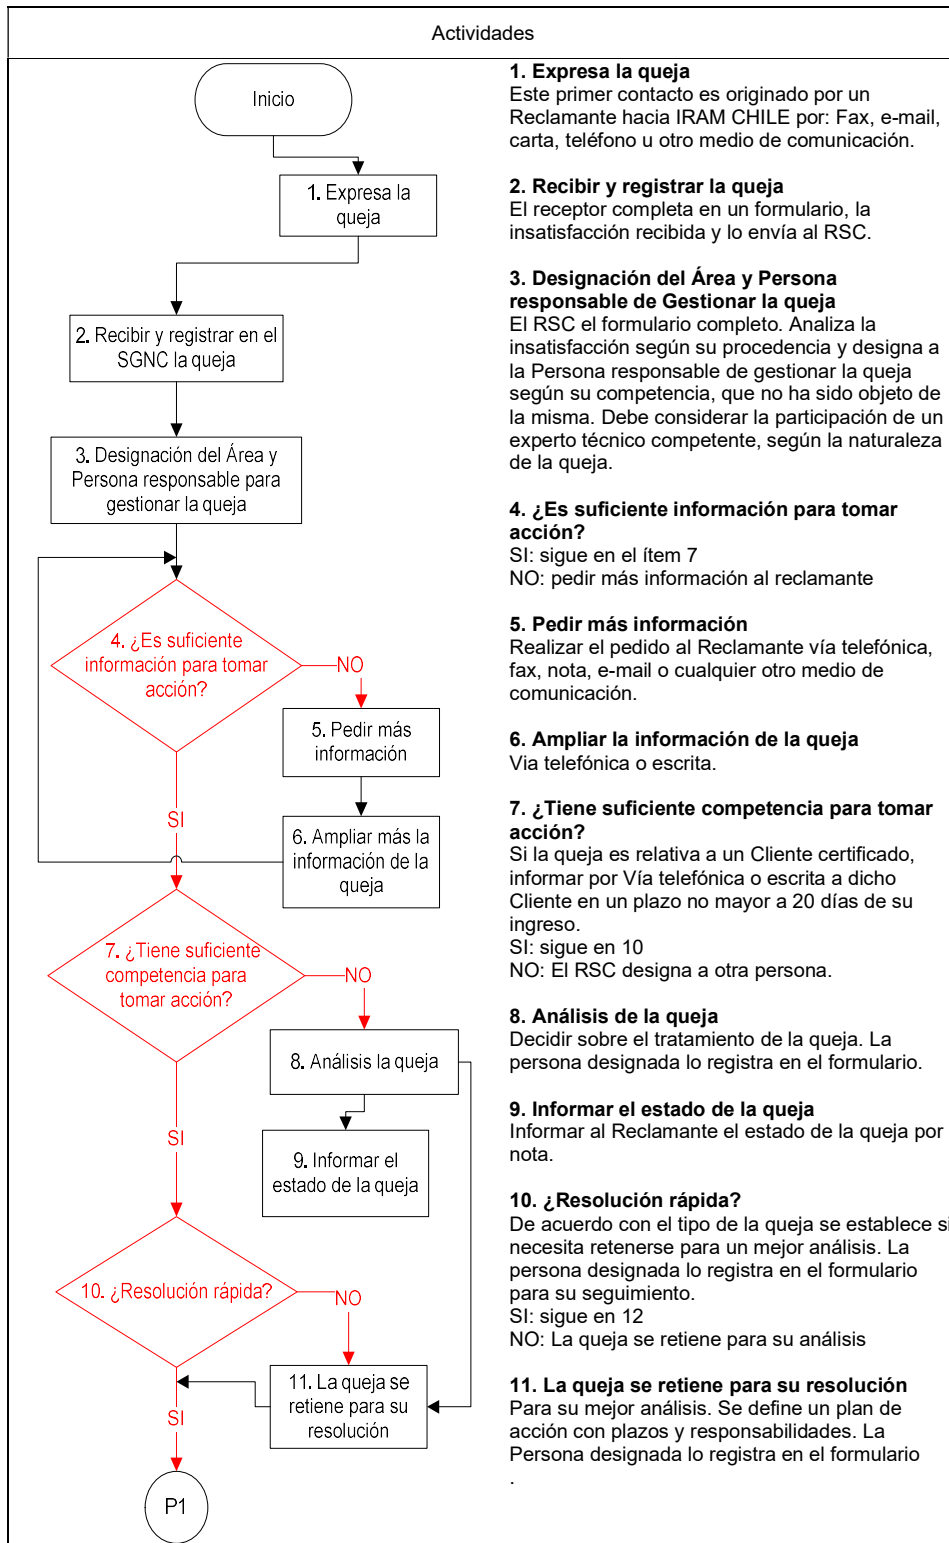 Actividades
Inicio
1. Expresa la
queja
2. Recibir y registrar en el
SGNC la queja
3. Designación del Área y
Persona responsable para
gestionar la queja
4. ¿Es suficiente
información para tomar
acción?
NO
5. Pedir más
información
SI
6. Ampliar más la
información de la
queja
7. ¿Tiene suficiente
competencia para
tomar acción?
NO
8. Análisis la queja
SI
9. Informar el
estado de la queja
10. ¿Resolución rápida?
NO
11. La queja se
retiene para su
resolución
SI
P1
1. Expresa la queja
Este primer contacto es originado por un
Reclamante hacia IRAM CHILE por: Fax, e-mail,
carta, teléfono u otro medio de comunicación.
2. Recibir y registrar la queja
El receptor completa en un formulario, la
insatisfacción recibida y lo envía al RSC.
3. Designación del Área y Persona
responsable de Gestionar la queja
El RSC el formulario completo. Analiza la
insatisfacción según su procedencia y designa a
la Persona responsable de gestionar la queja
según su competencia, que no ha sido objeto de
la misma. Debe considerar la participación de un
experto técnico competente, según la naturaleza
de la queja.
4. ¿Es suficiente información para tomar
acción?
SI: sigue en el ítem 7
NO: pedir más información al reclamante
5. Pedir más información
Realizar el pedido al Reclamante vía telefónica,
fax, nota, e-mail o cualquier otro medio de
comunicación.
6. Ampliar la información de la queja
Via telefónica o escrita.
7. ¿Tiene suficiente competencia para tomar
acción?
Si la queja es relativa a un Cliente certificado,
informar por Vía telefónica o escrita a dicho
Cliente en un plazo no mayor a 20 días de su
ingreso.
SI: sigue en 10
NO: El RSC designa a otra persona.
8. Análisis de la queja
Decidir sobre el tratamiento de la queja. La
persona designada lo registra en el formulario.
9. Informar el estado de la queja
Informar al Reclamante el estado de la queja por
nota.
10. ¿Resolución rápida?
De acuerdo con el tipo de la queja se establece si
necesita retenerse para un mejor análisis. La
persona designada lo registra en el formulario
para su seguimiento.
SI: sigue en 12
NO: La queja se retiene para su análisis
11. La queja se retiene para su resolución
Para su mejor análisis. Se define un plan de
acción con plazos y responsabilidades. La
Persona designada lo registra en el formulario
.